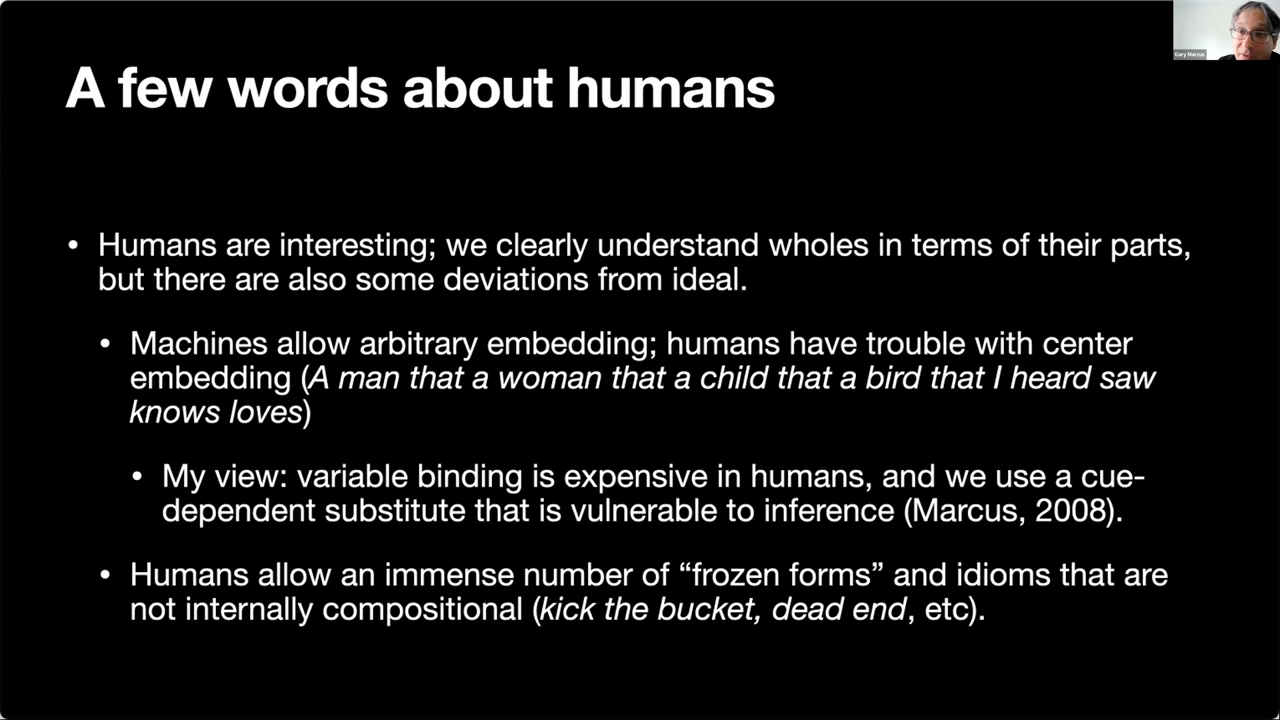 Gary Marcus
A few words about humans
• Humans are interesting; we clearly understand wholes in terms of their parts,
but there are also some deviations from ideal.
• Machines allow arbitrary embedding; humans have trouble with center
embedding (A man that a woman that a child that a bird that I heard saw
knows loves)
• My view: variable binding is expensive in humans, and we use a cue-
dependent substitute that is vulnerable to inference (Marcus, 2008).
• Humans allow an immense number of “frozen forms” and idioms that are
not internally compositional (kick the bucket, dead end, etc).